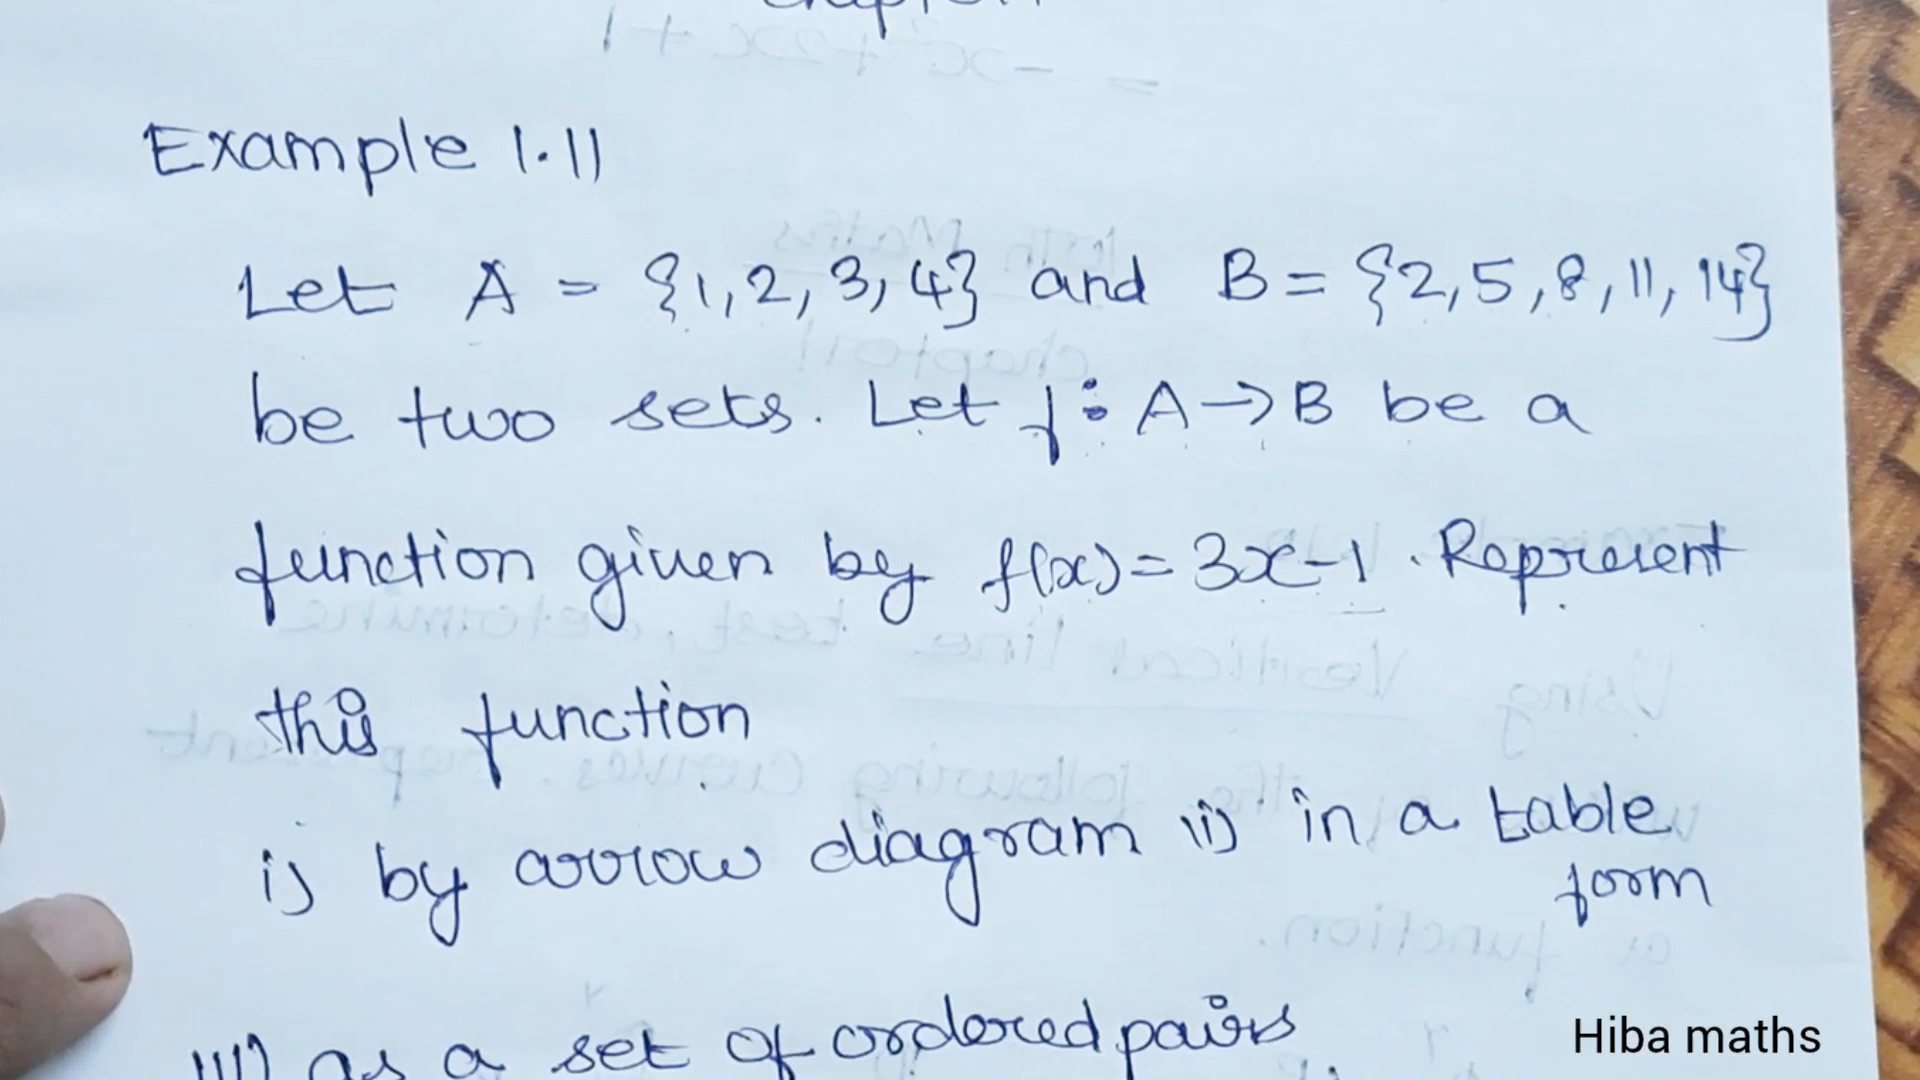 Example 1.11
Let A = {1, 2, 3, 4} and B = {2, 5, 8, 11, 14}
be two sets. Let f : A → B be a
function given by f(x) = 3x-1. Represent
this function
i) by arrow diagram ii) in a table
form
iii) as a set of ordered pairs
Hiba maths